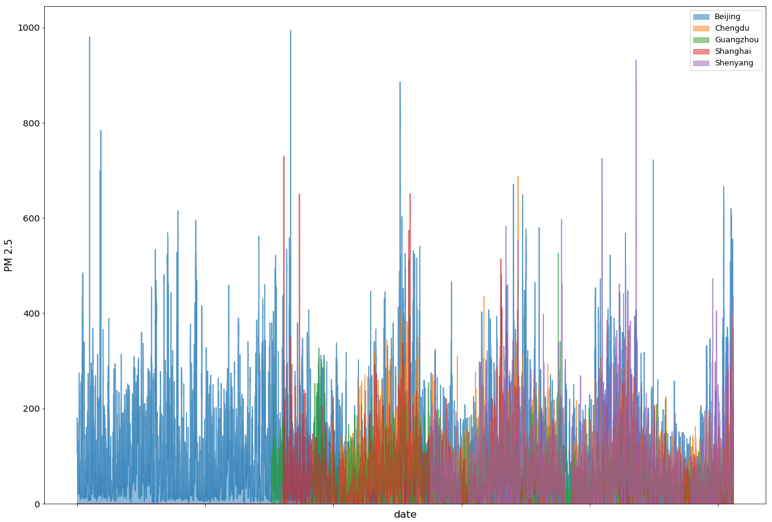 1000
800
600
400
200
0
PM 2.5
date
Beijing
Chengdu
Guangzhou
Shanghai
Shenyang